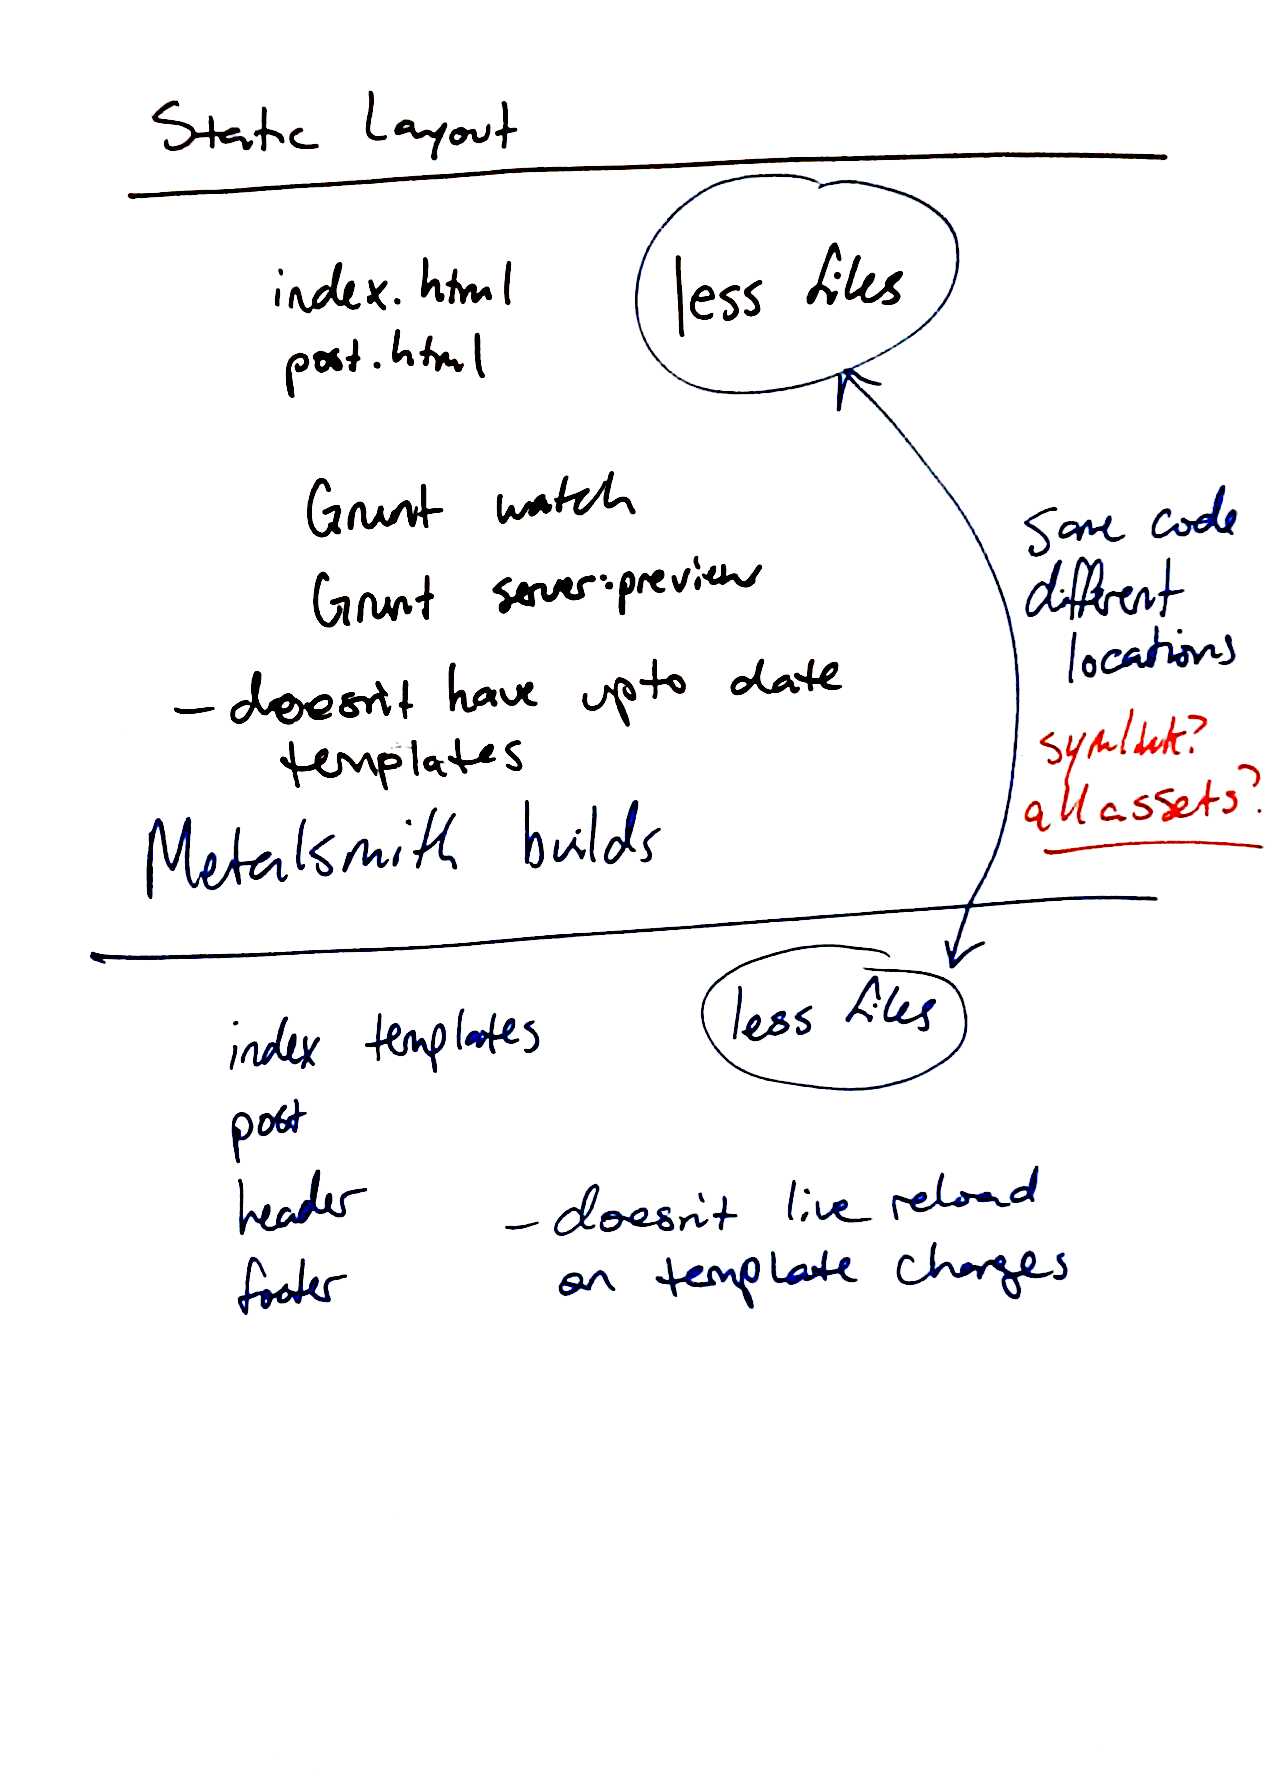 Static Layout
index.html
post.html
less files
Grunt watch
Grunt server:preview
- doesn't have up to date
templates
same code
different
locations
symlink?
all assets?
Metalsmith builds
index templates
post
header
footer
less files
- doesn't live reload
on template changes